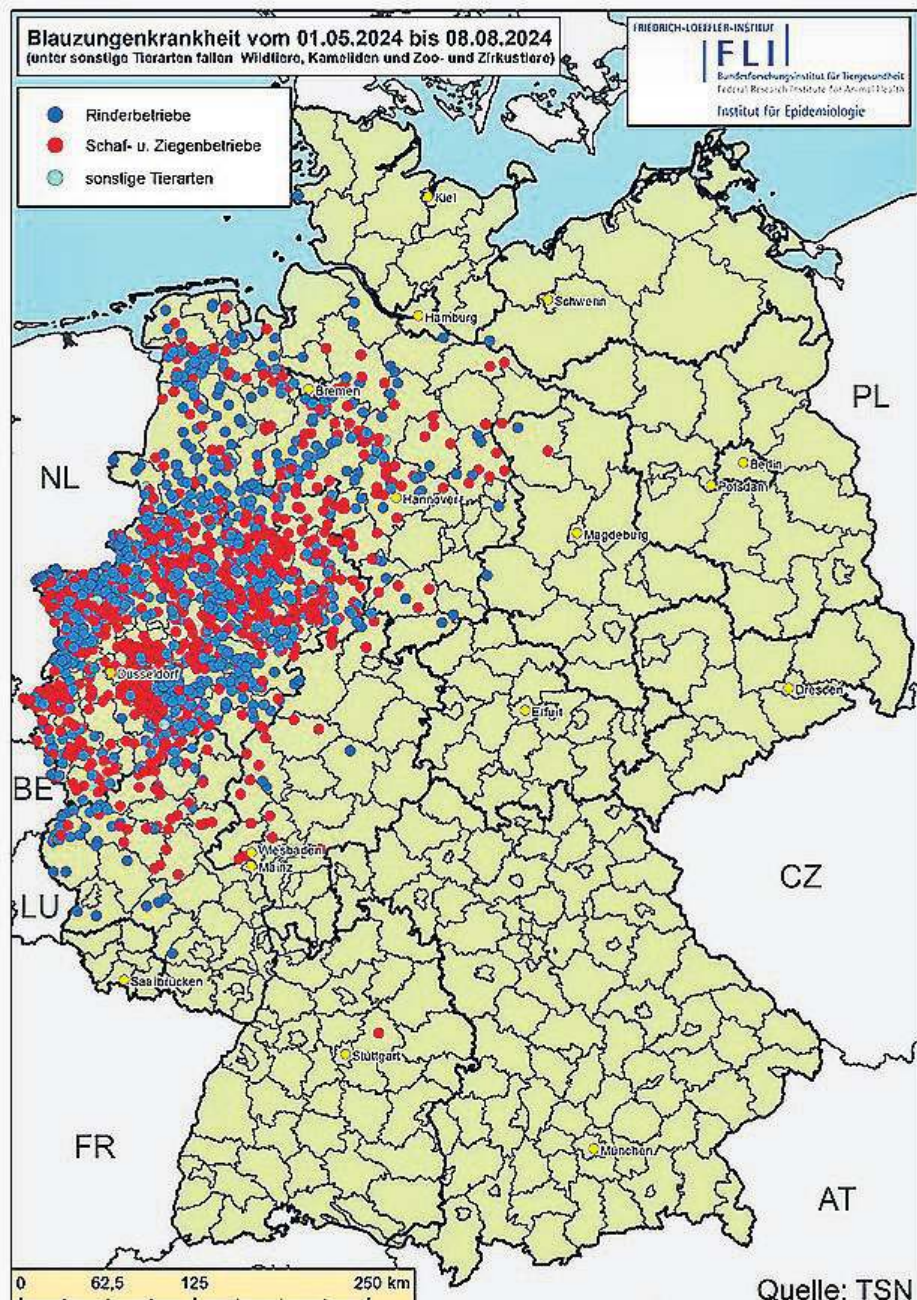 Blauzungenkrankheit vom 01.05.2024 bis 08.08.2024
(unter sonstige Tierarten fallen Wildtiere, Kameliden und Zoo- und Zirkustiere)
FRIEDRICH-LOEFFLER-INSTITUT
FLI
Bundesforschungsinstitut für Tiergesundheit
Federal Research Institute for Animal Health
Institut für Epidemiologie
Rinderbetriebe
Schaf- u. Ziegenbetriebe
sonstige Tierarten
Kiel
Schwerin
Hamburg
Bremen
PL
NL
Berlin
Potsdam
Hannover
Magdeburg
Düsseldorf
Dresden
Erfurt
BE
Wiesbaden
Mainz
CZ
LU
Saarbrücken
Stuttgart
FR
München
AT
0 62,5 125 250 km
Quelle: TSN